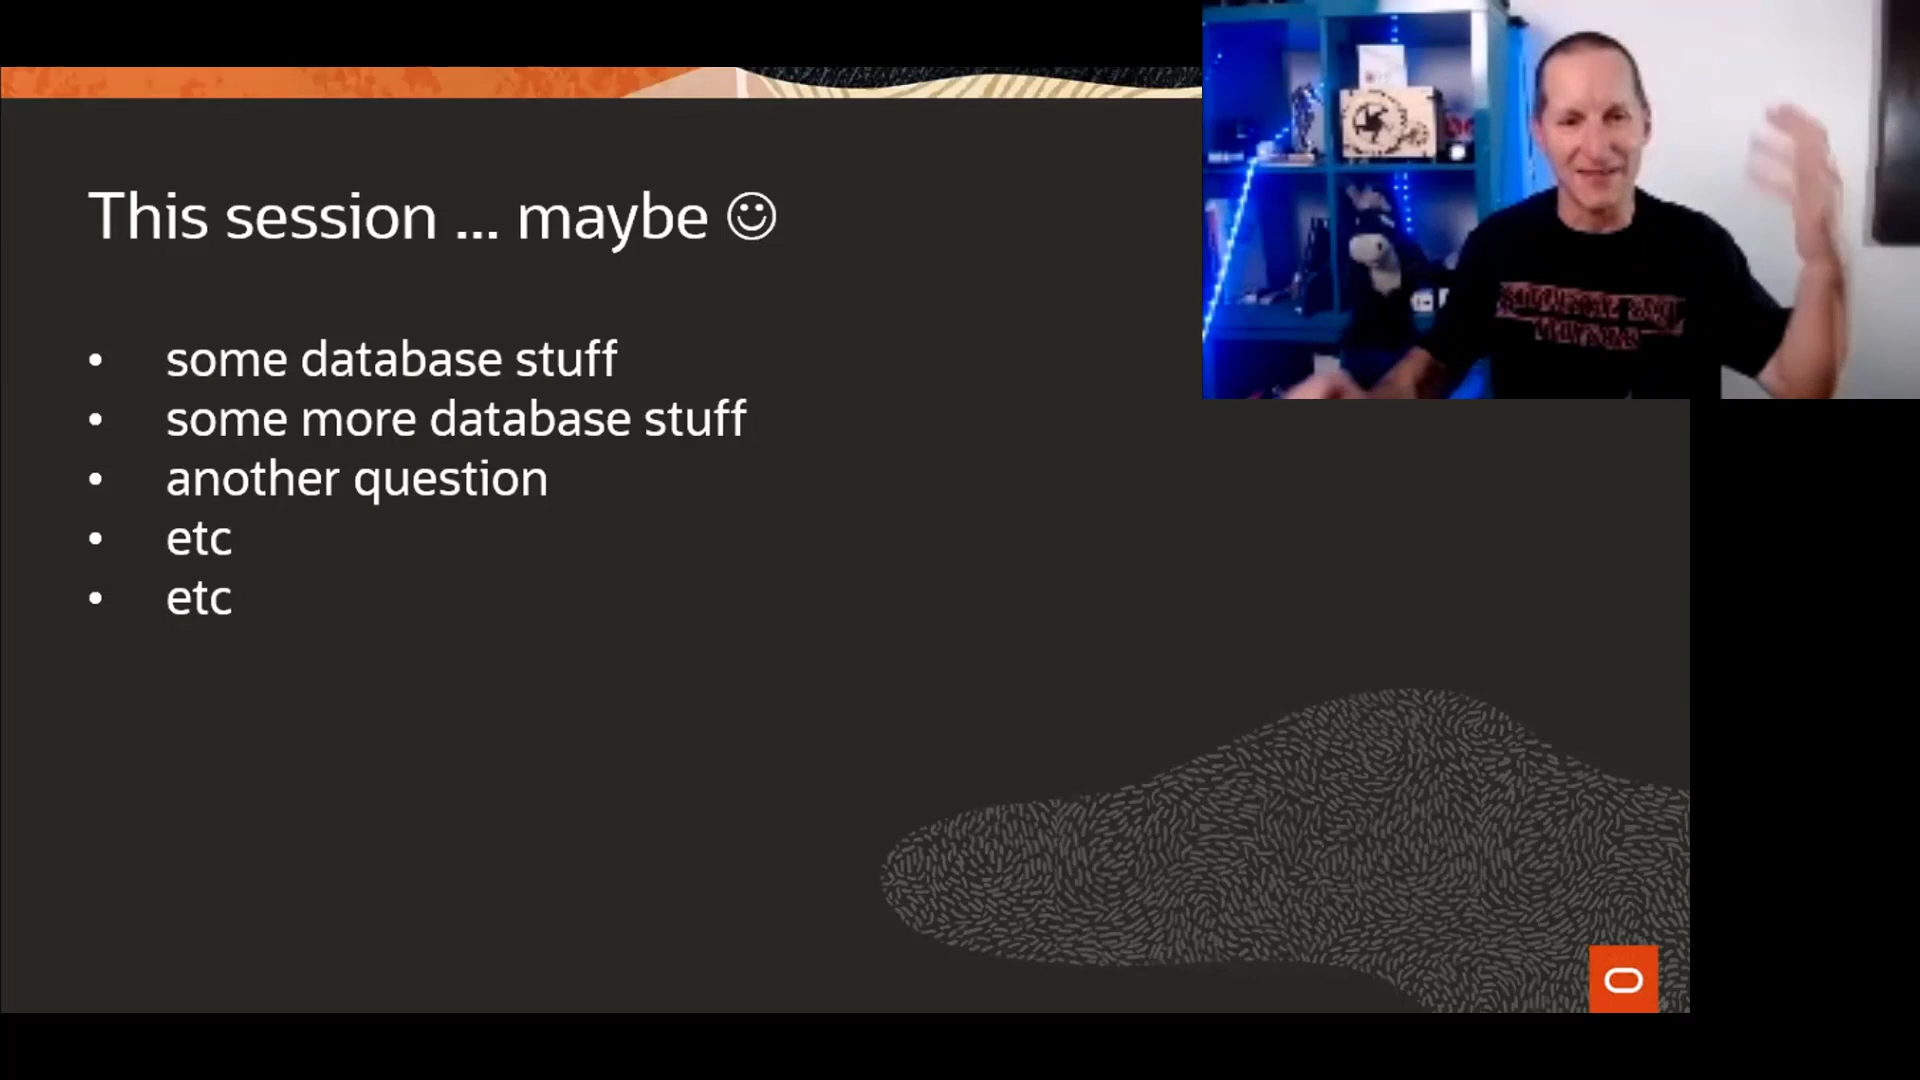 This session ... maybe ☺
• some database stuff
• some more database stuff
• another question
• etc
• etc